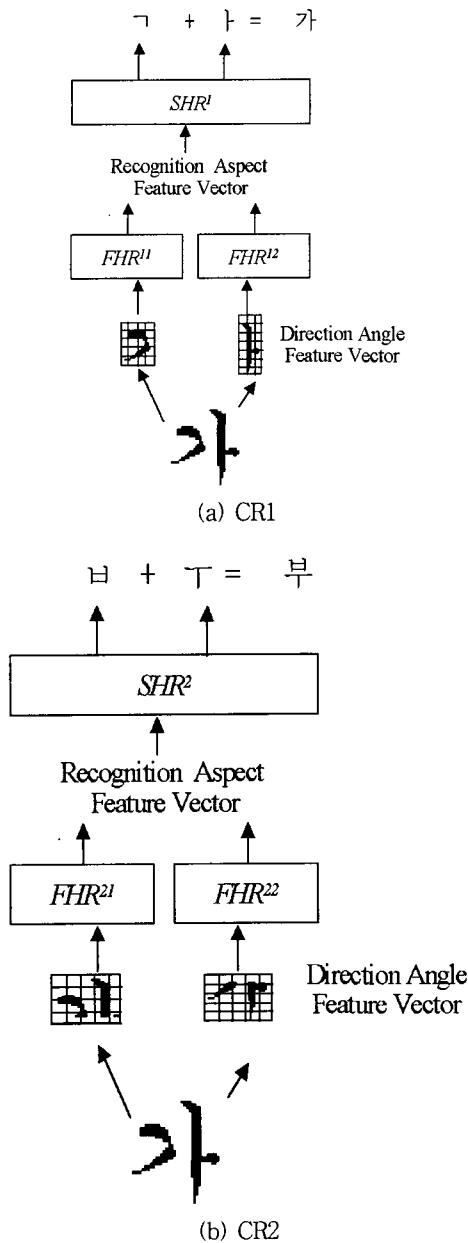 ㄱ + ㅏ = 가
SHR¹
Recognition Aspect
Feature Vector
FHR¹¹ FHR¹²
Direction Angle
Feature Vector
가
(a) CR1
ㅂ + ㅜ = 부
SHR²
Recognition Aspect
Feature Vector
FHR²¹ FHR²²
Direction Angle
Feature Vector
가
(b) CR2